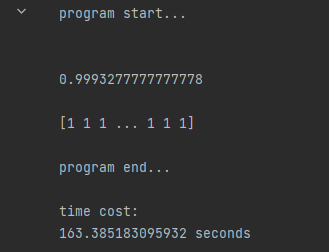 program start...
0.9993277777777778
[1 1 1 ... 1 1 1]
program end...
time cost:
163.385183095932 seconds